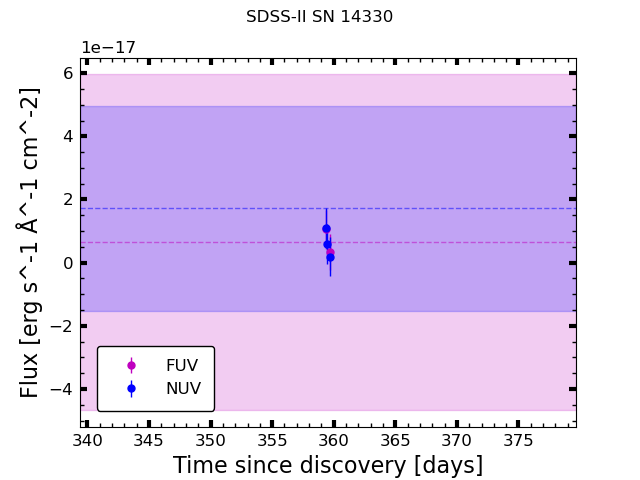 SDSS-II SN 14330
1e−17
6
4
2
0
−2
−4
Flux [erg s^-1 Å^-1 cm^-2]
FUV
NUV
340 345 350 355 360 365 370 375
Time since discovery [days]